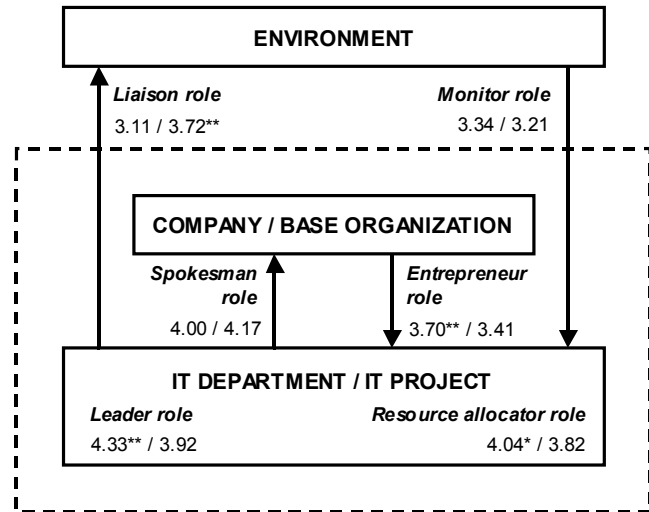 ENVIRONMENT
Liaison role
3.11 / 3.72**
Monitor role
3.34 / 3.21
COMPANY / BASE ORGANIZATION
Spokesman
role
4.00 / 4.17
Entrepreneur
role
3.70** / 3.41
IT DEPARTMENT / IT PROJECT
Leader role
4.33** / 3.92
Resource allocator role
4.04* / 3.82